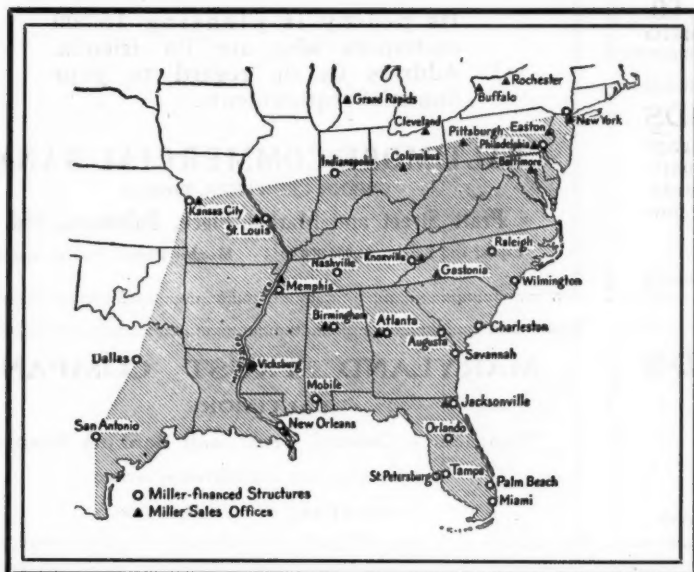 Rochester
Buffalo
Grand Rapids
Cleveland
Pittsburgh
Easton
New York
Philadelphia
Indianapolis
Columbus
Baltimore
Kansas City
St. Louis
Nashville
Knoxville
Raleigh
Memphis
Gastonia
Wilmington
Birmingham
Atlanta
Augusta
Charleston
Dallas
Vicksburg
Savannah
Mobile
San Antonio
New Orleans
Jacksonville
Orlando
St. Petersburg
Tampa
Palm Beach
Miami
Miller-financed Structures
Miller Sales Offices